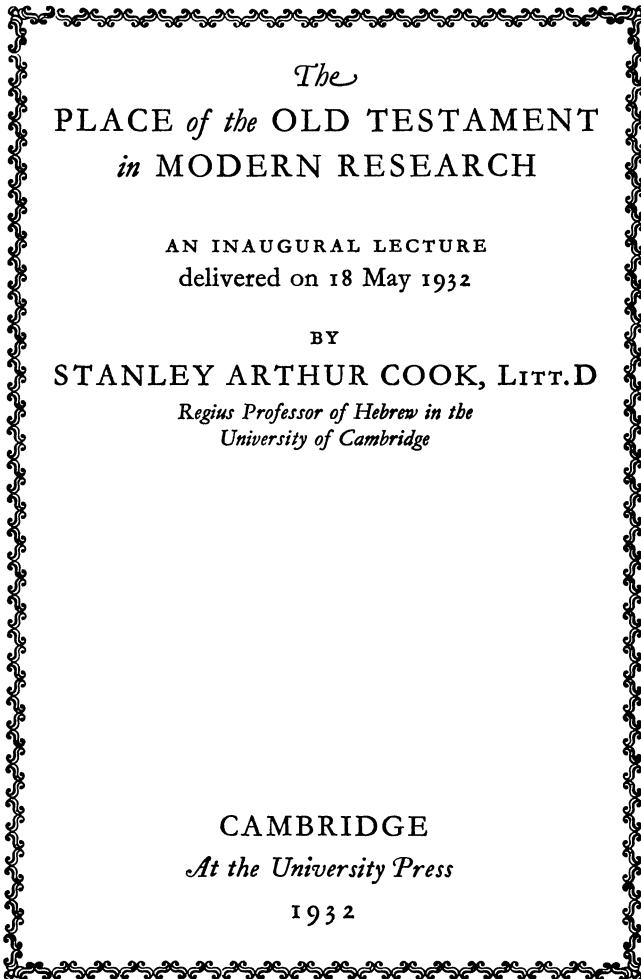 The
PLACE of the OLD TESTAMENT
in MODERN RESEARCH
AN INAUGURAL LECTURE
delivered on 18 May 1932
BY
STANLEY ARTHUR COOK, LITT.D
Regius Professor of Hebrew in the
University of Cambridge
CAMBRIDGE
At the University Press
1932